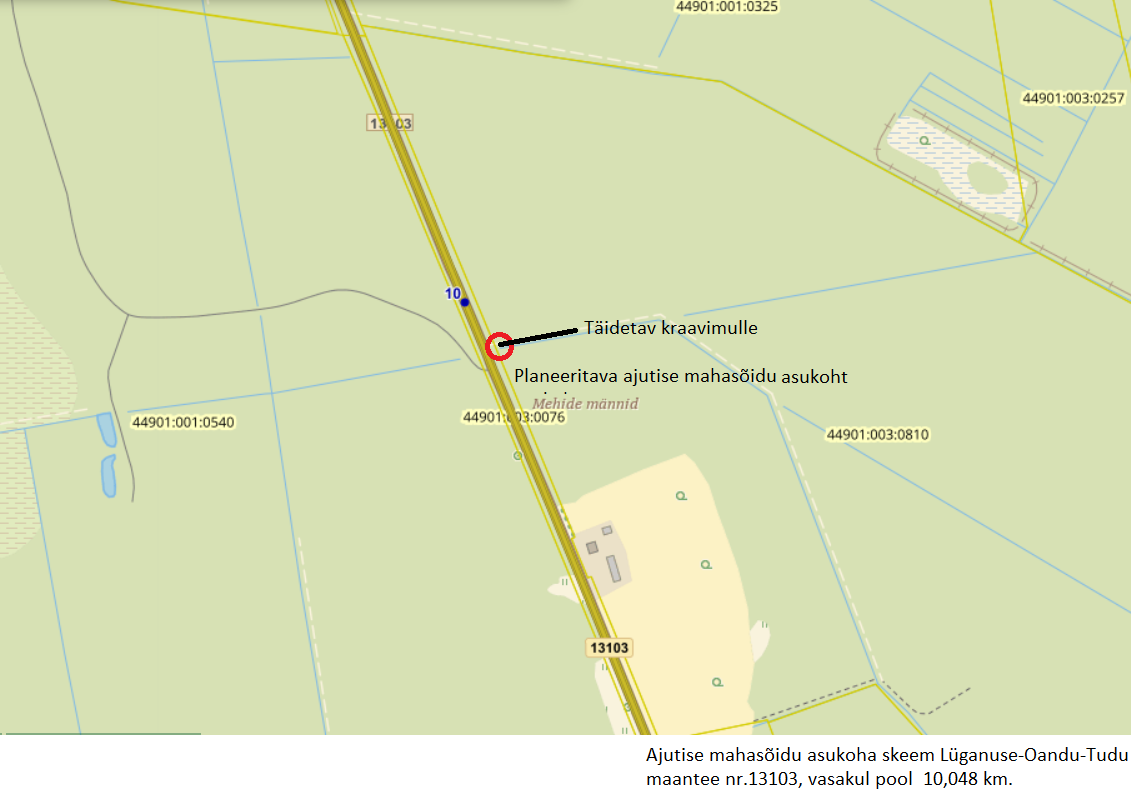 44901:001:0325
44901:003:0257
13103
10
Täidetav kraavimulle
Planeeritava ajutise mahasõidu asukoht
Mehide männid
44901:003:0076
44901:001:0540
44901:003:0810
13103
Ajutise mahasõidu asukoha skeem Lüganuse-Oandu-Tudu
maantee nr.13103, vasakul pool 10,048 km.